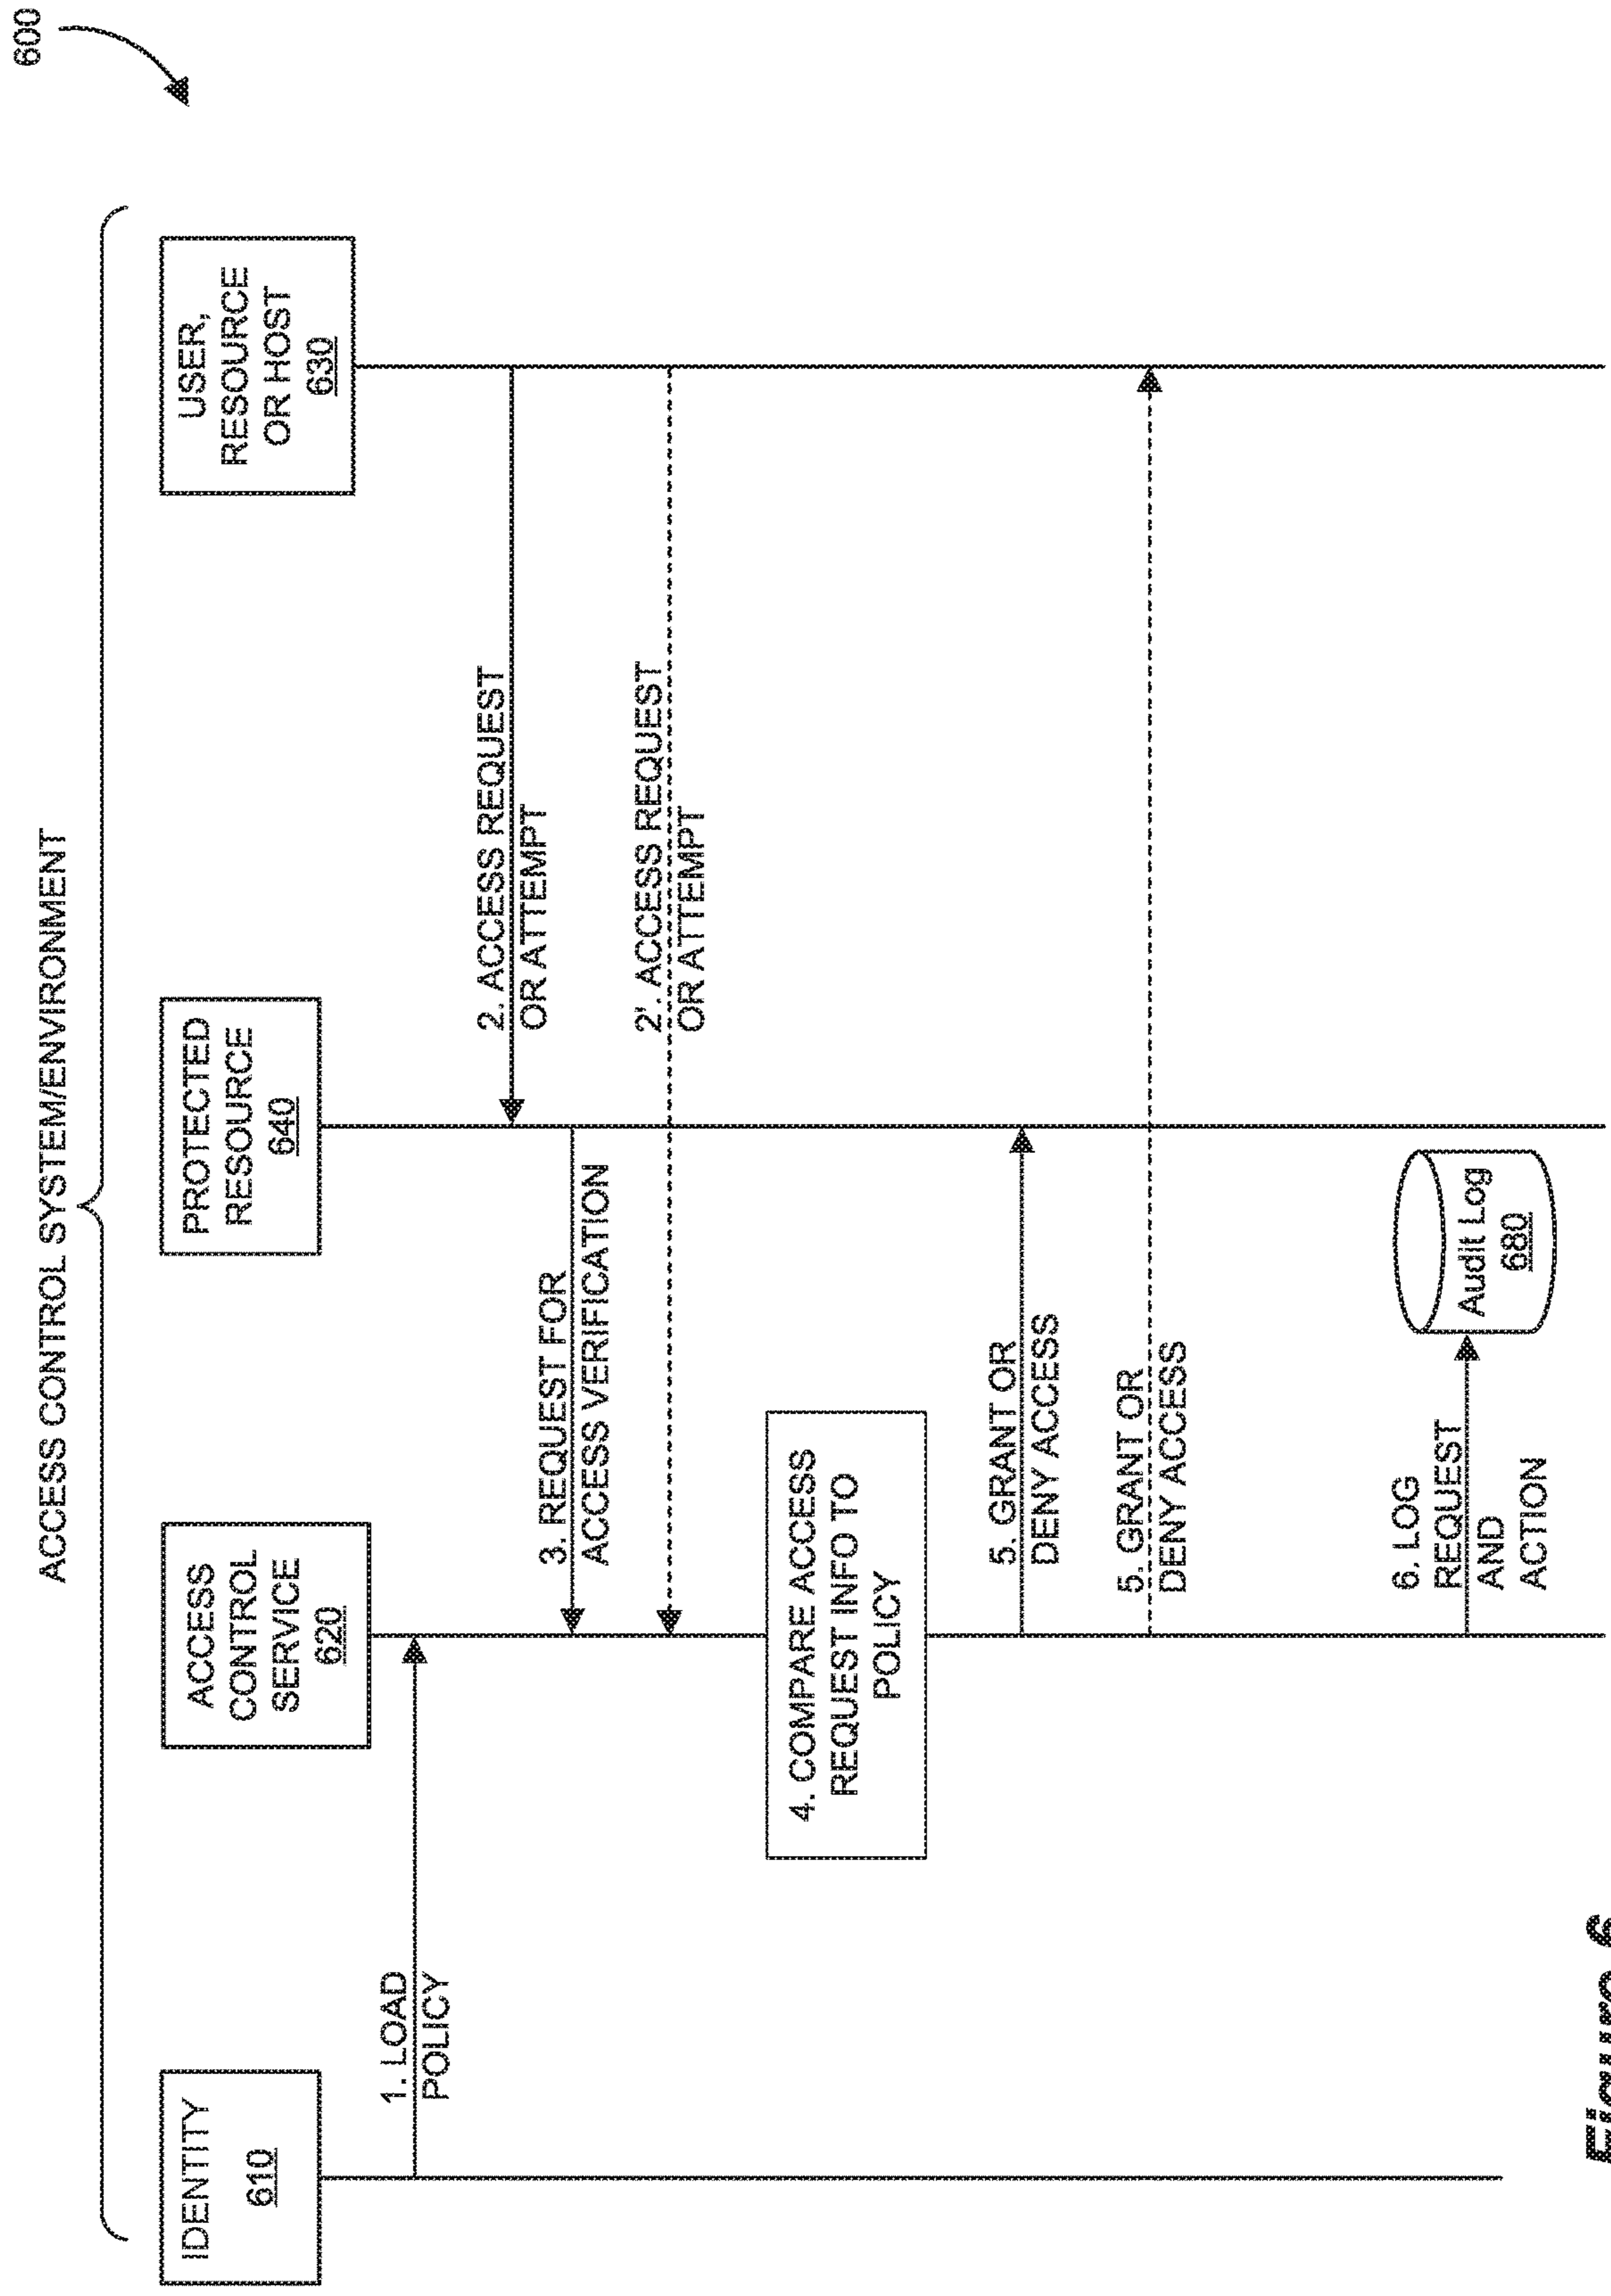 600
ACCESS CONTROL SYSTEM/ENVIRONMENT
IDENTITY
610
ACCESS
CONTROL
SERVICE
620
PROTECTED
RESOURCE
640
USER,
RESOURCE
OR HOST
630
1. LOAD
POLICY
2. ACCESS REQUEST
OR ATTEMPT
3. REQUEST FOR
ACCESS VERIFICATION
2'. ACCESS REQUEST
OR ATTEMPT
4. COMPARE ACCESS
REQUEST INFO TO
POLICY
5. GRANT OR
DENY ACCESS
5. GRANT OR
DENY ACCESS
6. LOG
REQUEST
AND
ACTION
Audit Log
680
Figure 6